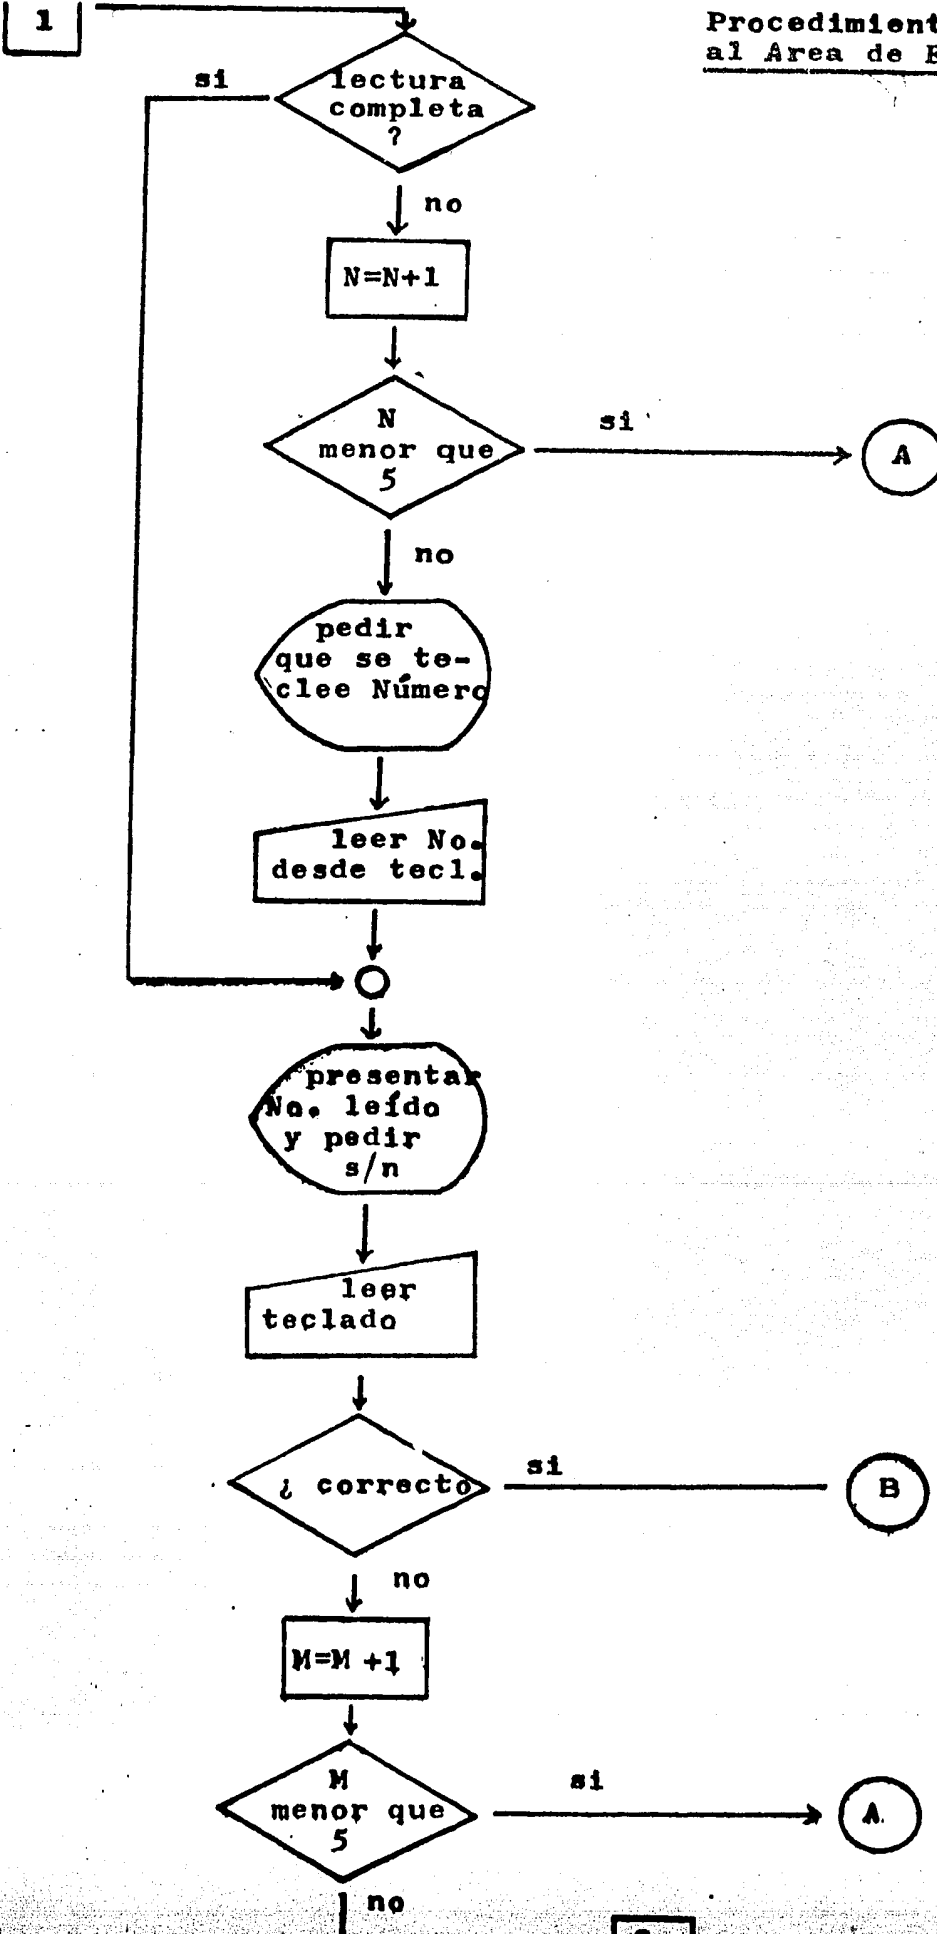 1
Procedimient
al Area de E
si
lectura
completa
?
no
N=N+1
N
menor que
5
si
A
no
pedir
que se te-
clee Número
leer No.
desde tecl.
presentar
No. leído
y pedir
s/n
leer
teclado
¿ correcto
si
B
no
M=M +1
M
menor que
5
si
A
no